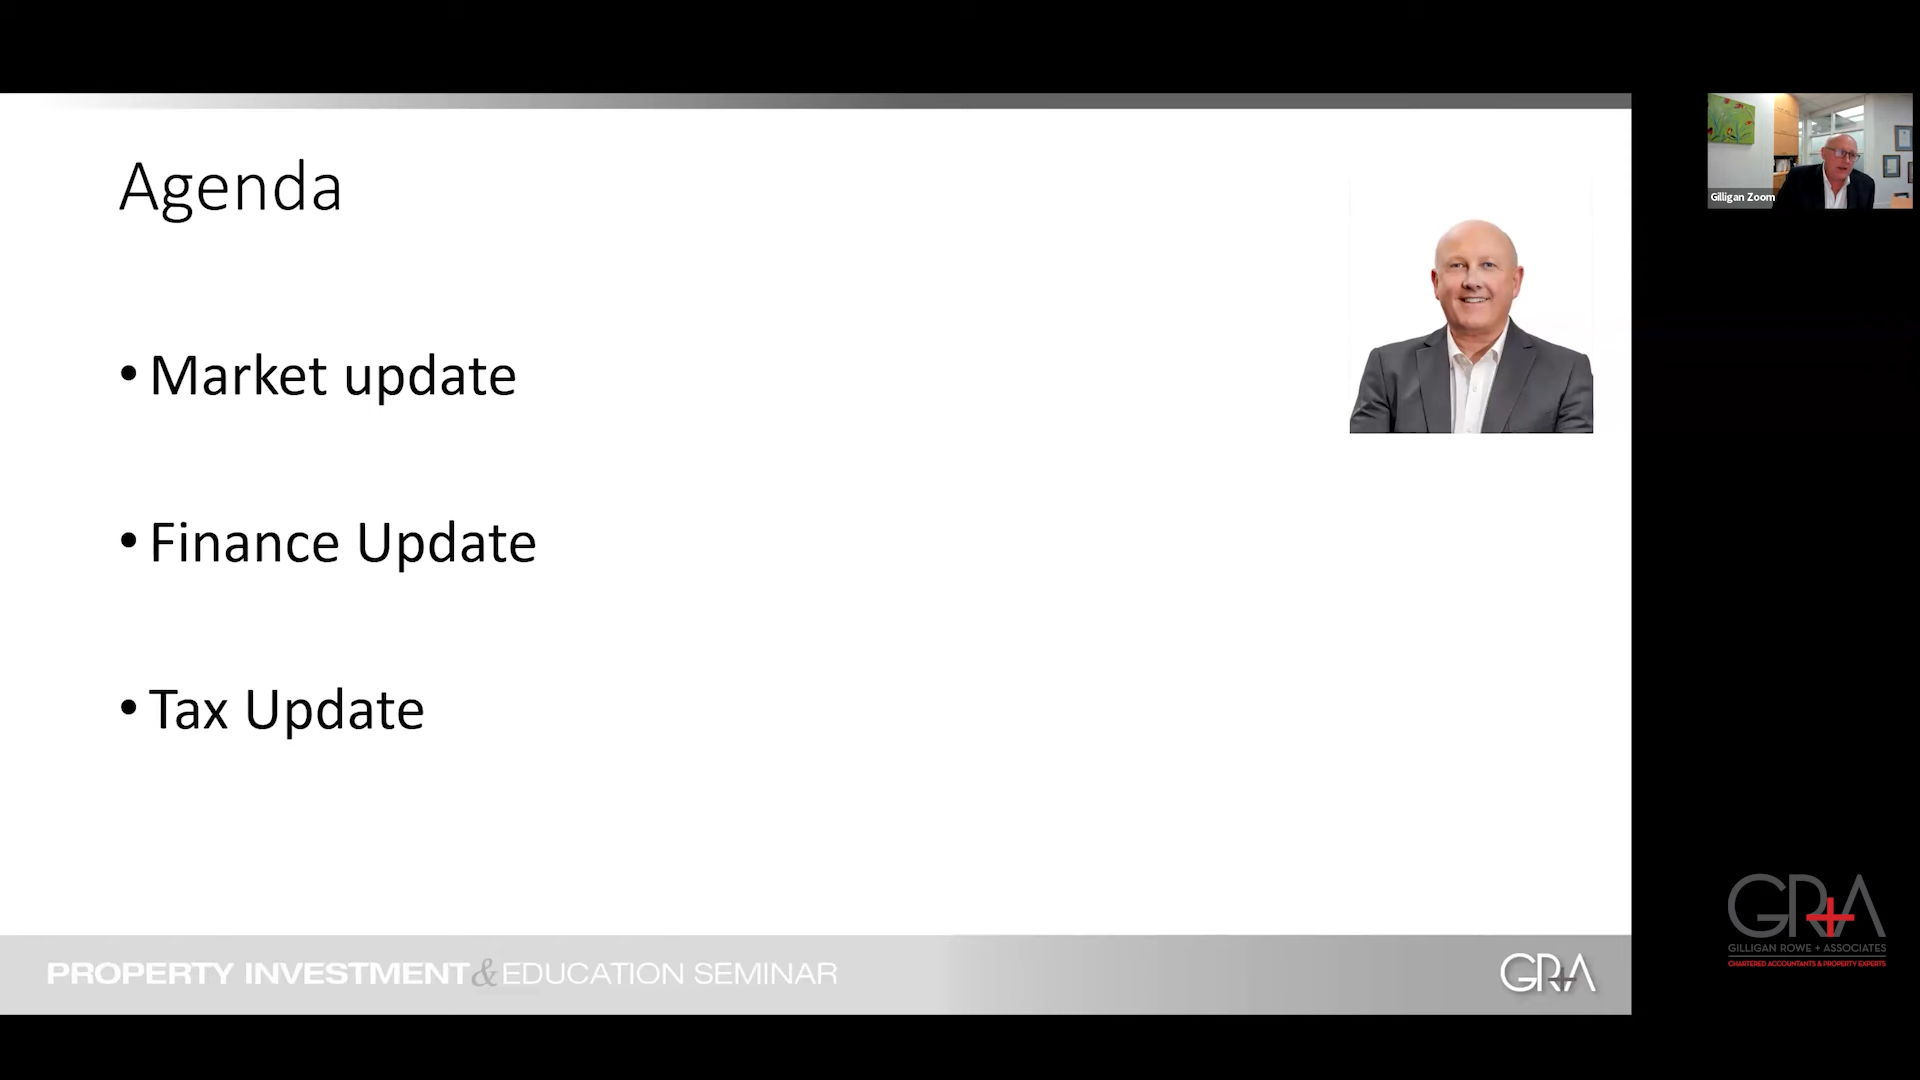 Agenda
• Market update
• Finance Update
• Tax Update
PROPERTY INVESTMENT & EDUCATION SEMINAR
GRA
Gilligan Zoom
GR+A
GILLIGAN ROWE + ASSOCIATES
CHARTERED ACCOUNTANTS & PROPERTY EXPERTS